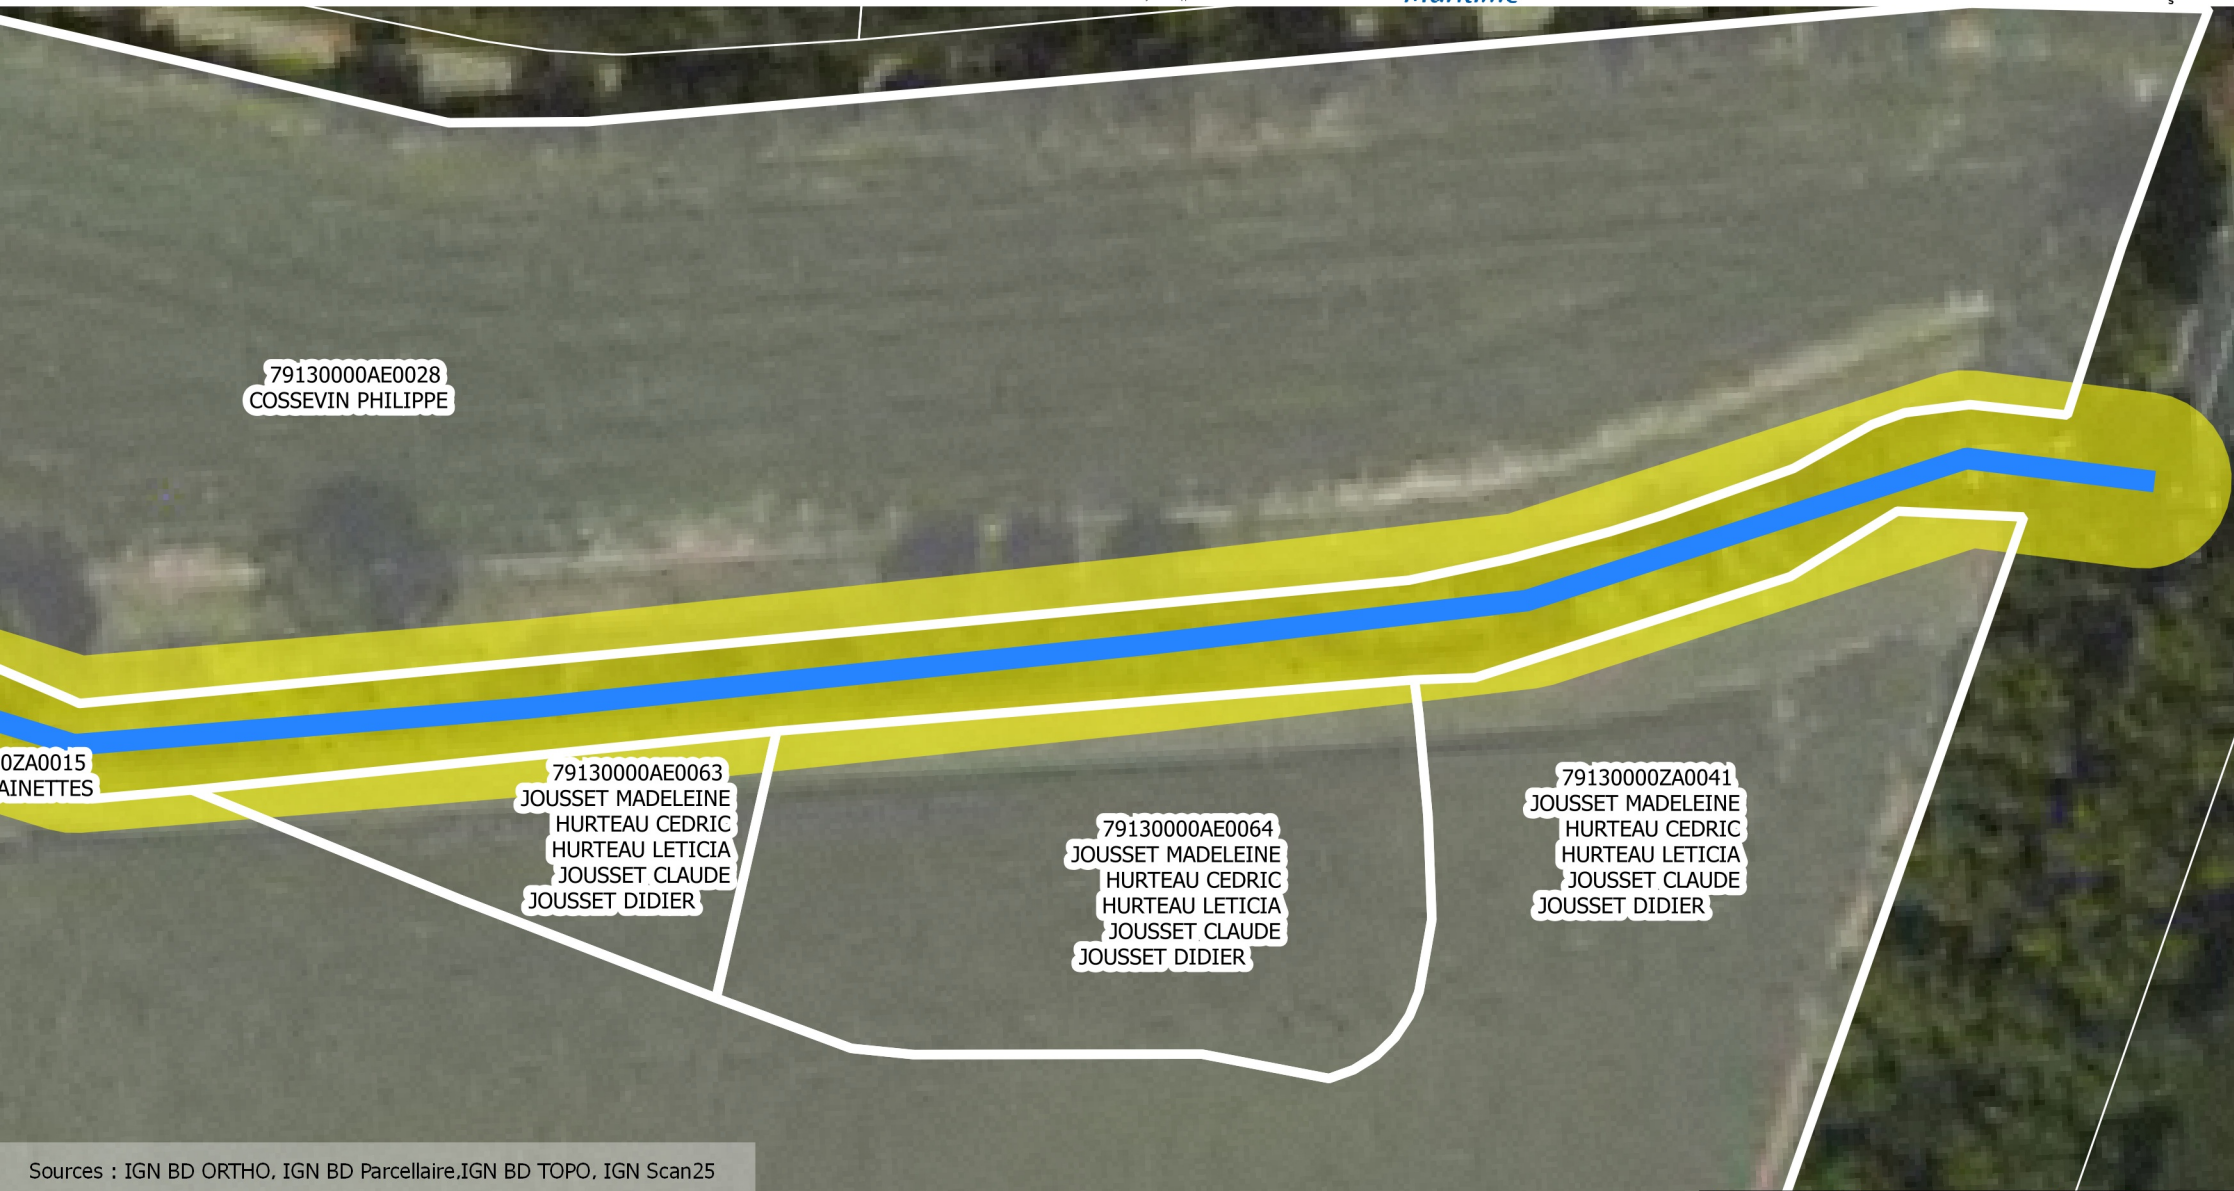 Maritime
79130000AE0028
COSSEVIN PHILIPPE
0ZA0015
AINETTES
79130000AE0063
JOUSSET MADELEINE
HURTEAU CEDRIC
HURTEAU LETICIA
JOUSSET CLAUDE
JOUSSET DIDIER
79130000AE0064
JOUSSET MADELEINE
HURTEAU CEDRIC
HURTEAU LETICIA
JOUSSET CLAUDE
JOUSSET DIDIER
79130000ZA0041
JOUSSET MADELEINE
HURTEAU CEDRIC
HURTEAU LETICIA
JOUSSET CLAUDE
JOUSSET DIDIER
Sources : IGN BD ORTHO, IGN BD Parcellaire,IGN BD TOPO, IGN Scan25